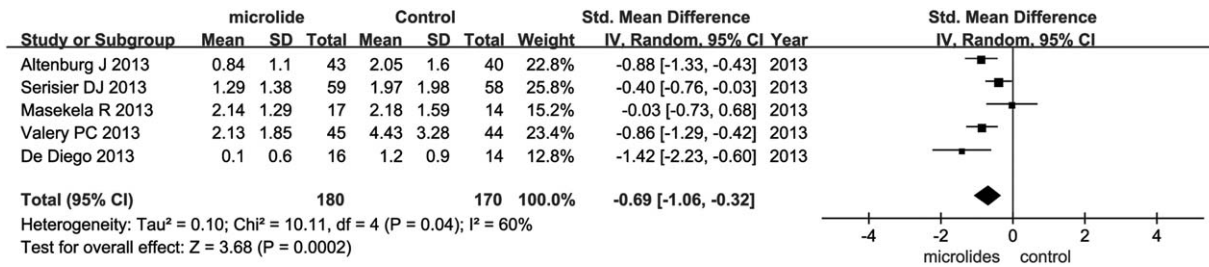 microlide Control Std. Mean Difference Std. Mean Difference
Study or Subgroup Mean SD Total Mean SD Total Weight IV, Random, 95% CI Year IV, Random, 95% CI
Altenburg J 2013 0.84 1.1 43 2.05 1.6 40 22.8% -0.88 [-1.33, -0.43] 2013
Serisier DJ 2013 1.29 1.38 59 1.97 1.98 58 25.8% -0.40 [-0.76, -0.03] 2013
Masekela R 2013 2.14 1.29 17 2.18 1.59 14 15.2% -0.03 [-0.73, 0.68] 2013
Valery PC 2013 2.13 1.85 45 4.43 3.28 44 23.4% -0.86 [-1.29, -0.42] 2013
De Diego 2013 0.1 0.6 16 1.2 0.9 14 12.8% -1.42 [-2.23, -0.60] 2013
Total (95% CI) 180 170 100.0% -0.69 [-1.06, -0.32]
Heterogeneity: Tau² = 0.10; Chi² = 10.11, df = 4 (P = 0.04); I² = 60%
Test for overall effect: Z = 3.68 (P = 0.0002)
-4 -2 0 2 4
microlides control